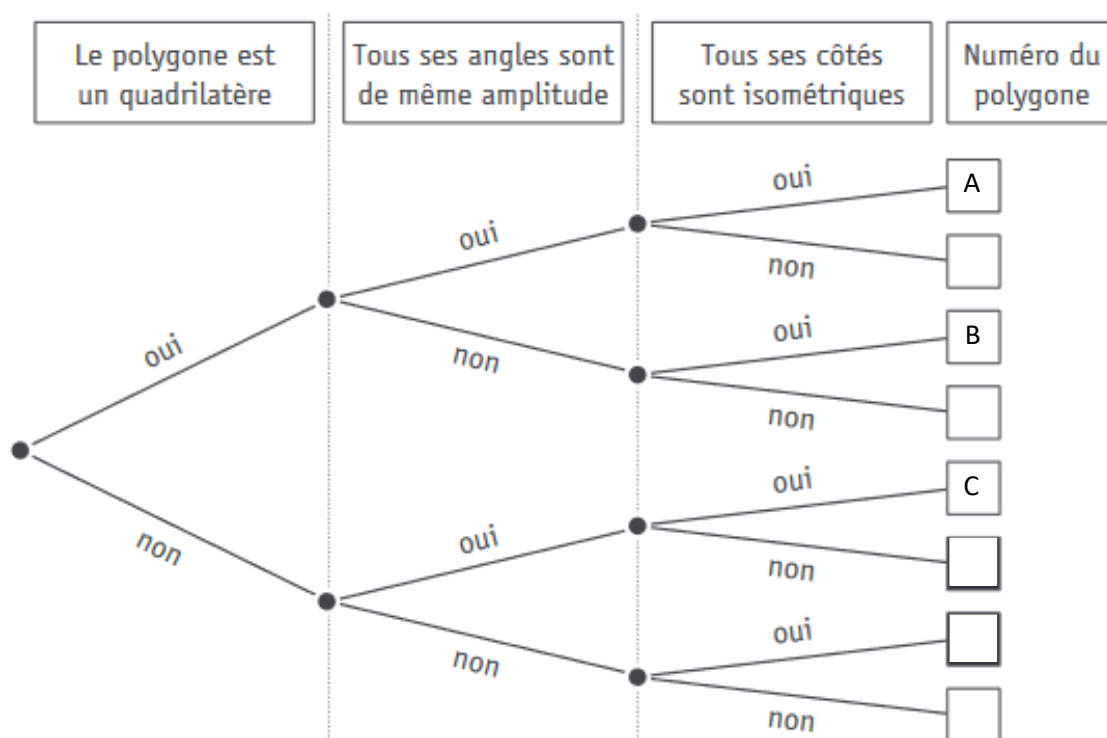 Le polygone est
un quadrilatère
Tous ses angles sont
de même amplitude
Tous ses côtés
sont isométriques
Numéro du
polygone
oui
A
oui
non
oui
B
oui
non
non
oui
C
non
oui
non
oui
non
non